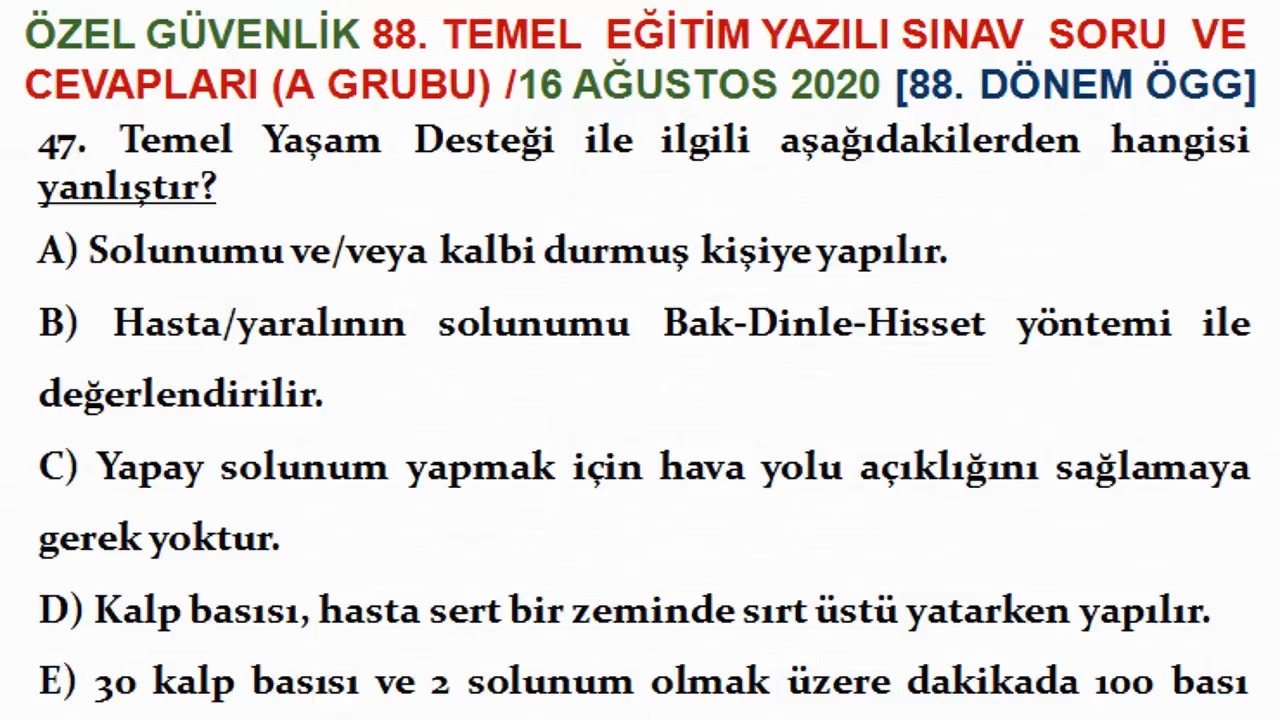 ÖZEL GÜVENLİK 88. TEMEL EĞİTİM YAZILI SINAV SORU VE
CEVAPLARI (A GRUBU) /16 AĞUSTOS 2020 [88. DÖNEM ÖGG]
47. Temel Yaşam Desteği ile ilgili aşağıdakilerden hangisi
yanlıştır?
A) Solunumu ve/veya kalbi durmuş kişiye yapılır.
B) Hasta/yaralının solunumu Bak-Dinle-Hisset yöntemi ile
değerlendirilir.
C) Yapay solunum yapmak için hava yolu açıklığını sağlamaya
gerek yoktur.
D) Kalp basısı, hasta sert bir zeminde sırt üstü yatarken yapılır.
E) 30 kalp basısı ve 2 solunum olmak üzere dakikada 100 bası